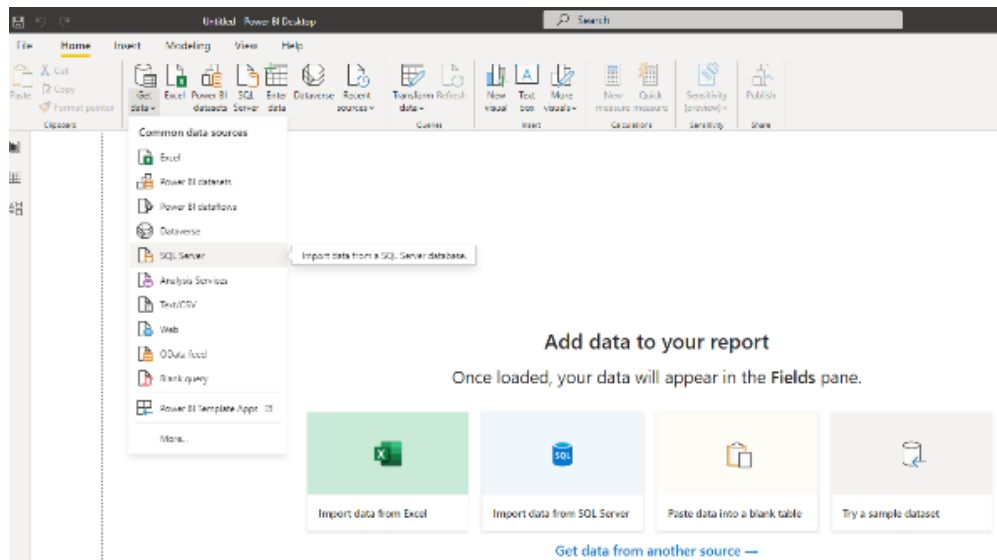 Untitled - Power BI Desktop
Search
File Home Insert Modeling View Help
Paste
Cut
Copy
Format painter
Clipboard
Get data
Excel
Power BI datasets
SQL Server
Enter data
Dataverse
Recent sources
Transform data
Refresh
Queries
New visual
Text box
More visuals
Insert
New measure
Quick measure
Calculations
Sensitivity (preview)
Sensitivity
Publish
Share
Common data sources
Excel
Power BI datasets
Power BI dataflows
Dataverse
SQL Server
Import data from a SQL Server database.
Analysis Services
Text/CSV
Web
OData feed
Blank query
Power BI Template Apps
More...
Add data to your report
Once loaded, your data will appear in the Fields pane.
SQL
Import data from Excel
Import data from SQL Server
Paste data into a blank table
Try a sample dataset
Get data from another source →